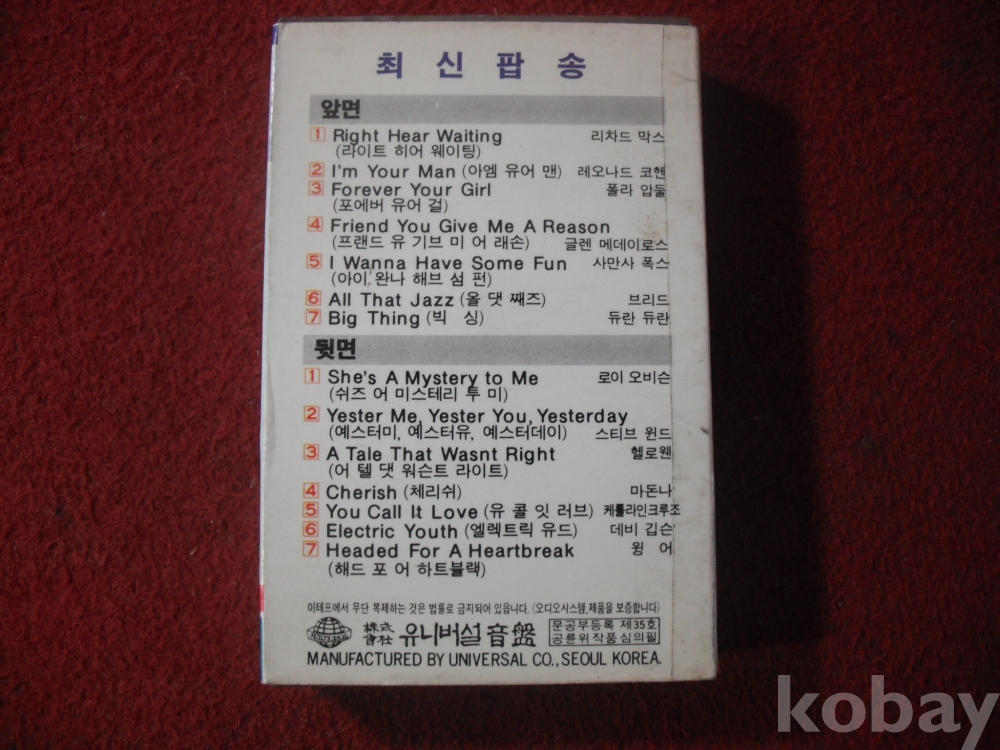 최 신 팝 송
앞면
1 Right Hear Waiting 리차드 막스
(라이트 히어 웨이팅)
2 I'm Your Man (아엠 유어 맨) 레오나드 코헨
3 Forever Your Girl 폴라 압둘
(포에버 유어 걸)
4 Friend You Give Me A Reason
(프랜드 유 기브 미 어 래손) 글렌 메데이로스
5 I Wanna Have Some Fun 사만사 폭스
(아이 완나 해브 섬 펀)
6 All That Jazz (올 댓 째즈) 브리드
7 Big Thing (빅 싱) 듀란 듀란
뒷면
1 She's A Mystery to Me 로이 오비슨
(쉬즈 어 미스테리 투 미)
2 Yester Me, Yester You, Yesterday
(예스터미, 예스터유, 예스터데이) 스티브 원드
3 A Tale That Wasnt Right 헬로웬
(어 텔 댓 워슨트 라이트)
4 Cherish (체리쉬) 마돈나
5 You Call It Love (유 콜 잇 러브) 케롤라인크루조
6 Electric Youth (엘렉트릭 유드) 데비 깁슨
7 Headed For A Heartbreak 윙 어
(해드 포 어 하트블랙)
이테프에서 무단 복제하는 것은 법률로 금지되어 있읍니다. (오디오시스템,제품을 보증합니다)
株式會社 유니버설 音盤 문공부등록 제35호
공륜위작품심의필
MANUFACTURED BY UNIVERSAL CO., SEOUL KOREA.
kobay